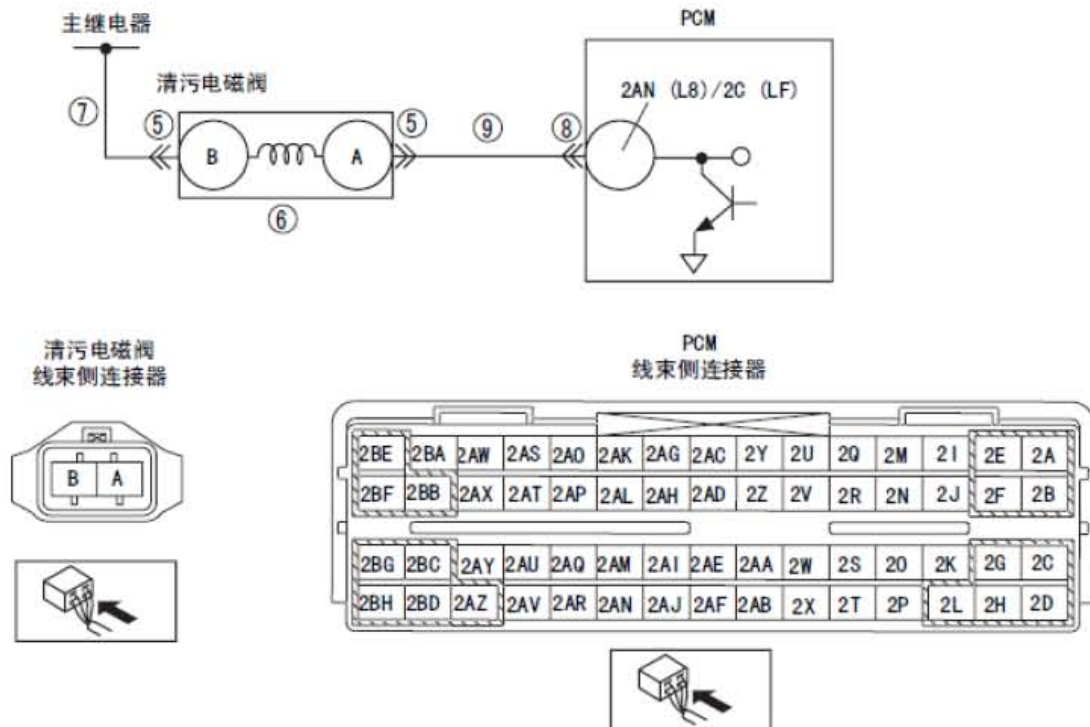 主继电器
PCM
清污电磁阀
2AN (L8)/2C (LF)
⑦ ⑤ ⑤ ⑨ ⑧
B A
⑥
清污电磁阀
线束侧连接器
PCM
线束侧连接器
B A
2BE 2BA 2AW 2AS 2AO 2AK 2AG 2AC 2Y 2U 2Q 2M 2I 2E 2A
2BF 2BB 2AX 2AT 2AP 2AL 2AH 2AD 2Z 2V 2R 2N 2J 2F 2B
2BG 2BC 2AY 2AU 2AQ 2AM 2AI 2AE 2AA 2W 2S 2O 2K 2G 2C
2BH 2BD 2AZ 2AV 2AR 2AN 2AJ 2AF 2AB 2X 2T 2P 2L 2H 2D